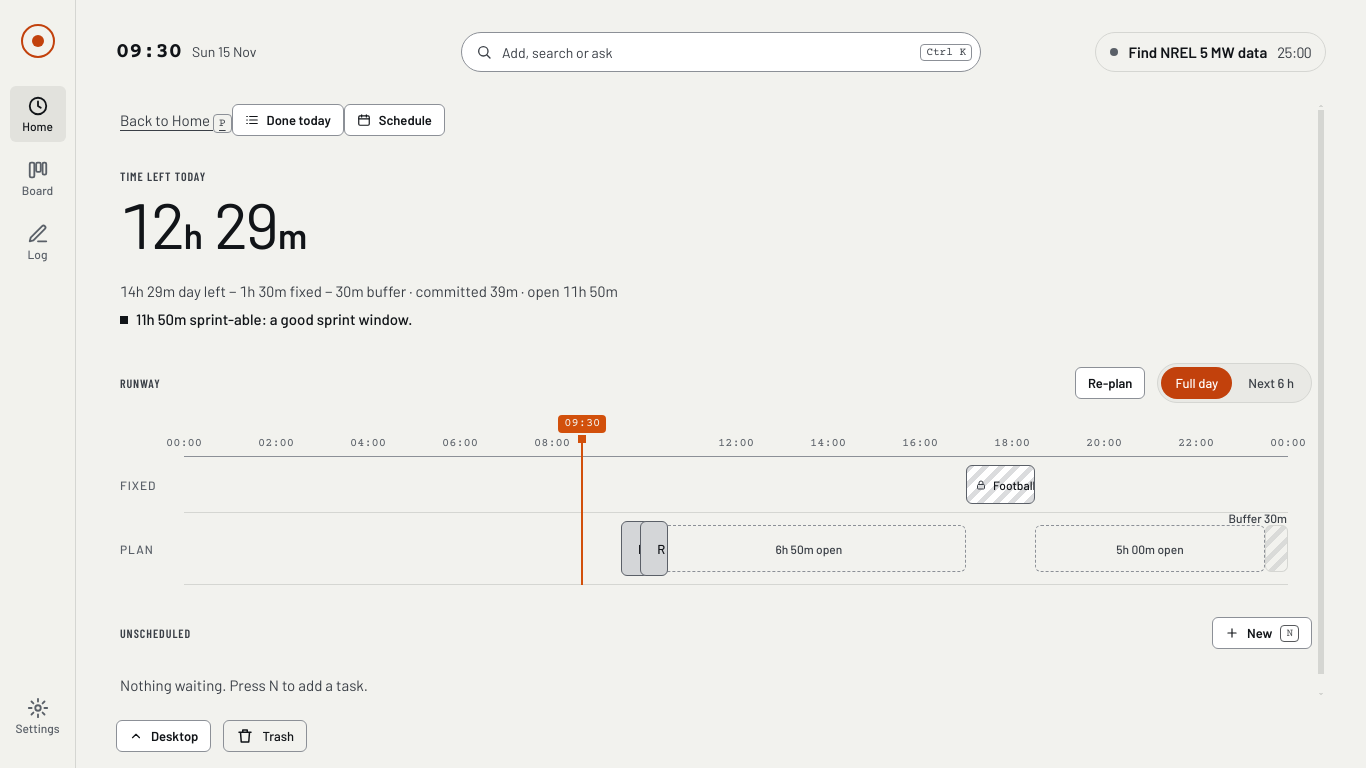 09:30 Sun 15 Nov
Add, search or ask
Ctrl K
Find NREL 5 MW data 25:00
Home
Board
Log
Settings
Back to Home P
Done today
Schedule
TIME LEFT TODAY
12h 29m
14h 29m day left – 1h 30m fixed – 30m buffer · committed 39m · open 11h 50m
11h 50m sprint-able: a good sprint window.
RUNWAY
Re-plan
Full day
Next 6 h
09:30
00:00 02:00 04:00 06:00 08:00 12:00 14:00 16:00 18:00 20:00 22:00 00:00
FIXED
Football
Buffer 30m
PLAN
R
6h 50m open
5h 00m open
UNSCHEDULED
New N
Nothing waiting. Press N to add a task.
Desktop
Trash